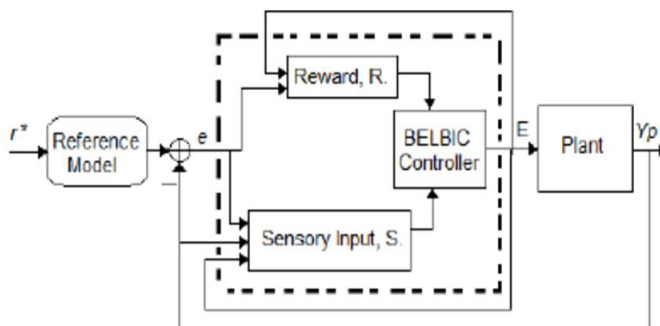 r*
Reference
Model
e
−
Reward, R.
Sensory Input, S.
BELBIC
Controller
E
Plant
Yp